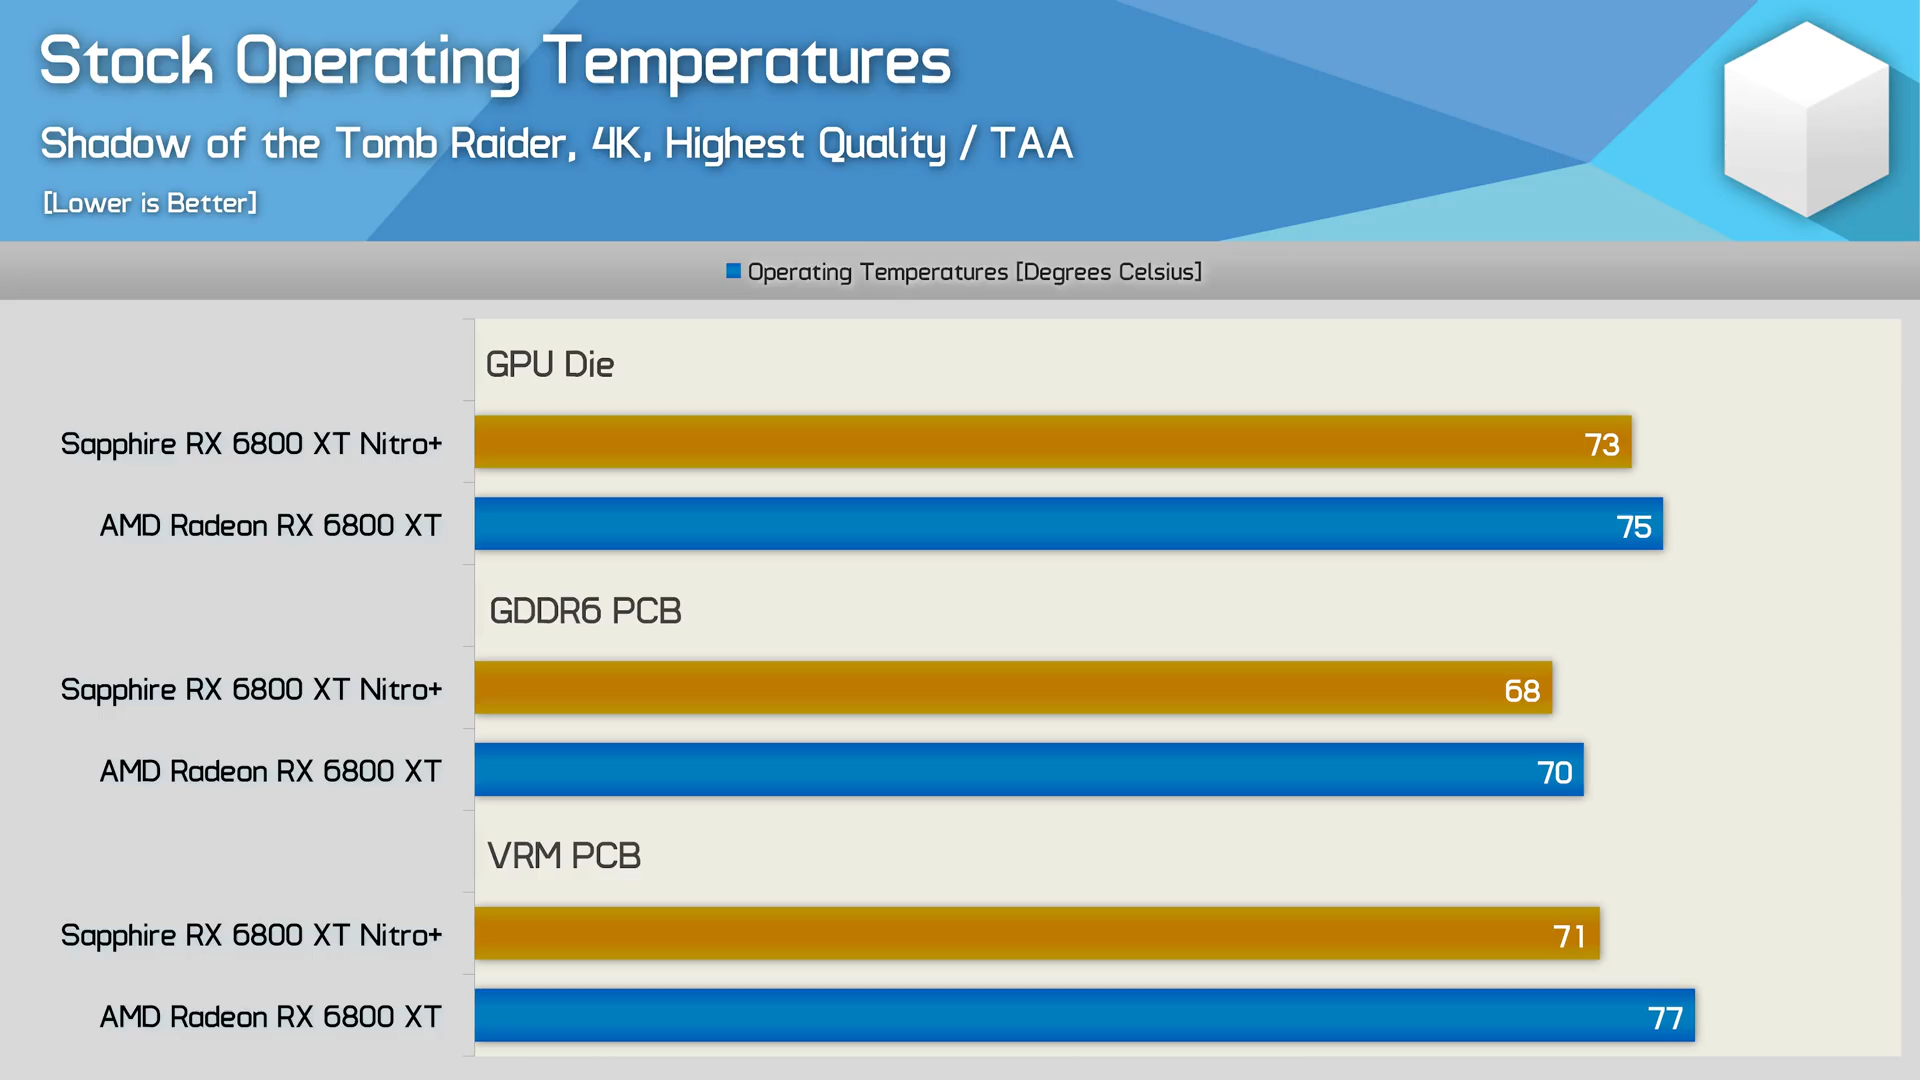 Stock Operating Temperatures
Shadow of the Tomb Raider, 4K, Highest Quality / TAA
[Lower is Better]
Operating Temperatures [Degrees Celsius]
GPU Die
Sapphire RX 6800 XT Nitro+ 73
AMD Radeon RX 6800 XT 75
GDDR6 PCB
Sapphire RX 6800 XT Nitro+ 68
AMD Radeon RX 6800 XT 70
VRM PCB
Sapphire RX 6800 XT Nitro+ 71
AMD Radeon RX 6800 XT 77